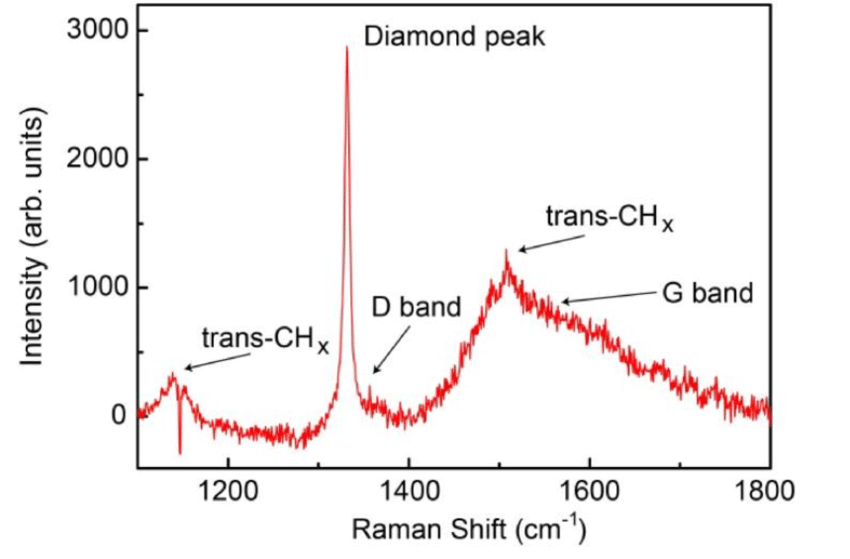 3000
Diamond peak
2000
trans-CHₓ
1000
G band
D band
trans-CHₓ
0
1200 1400 1600 1800
Raman Shift (cm⁻¹)
Intensity (arb. units)